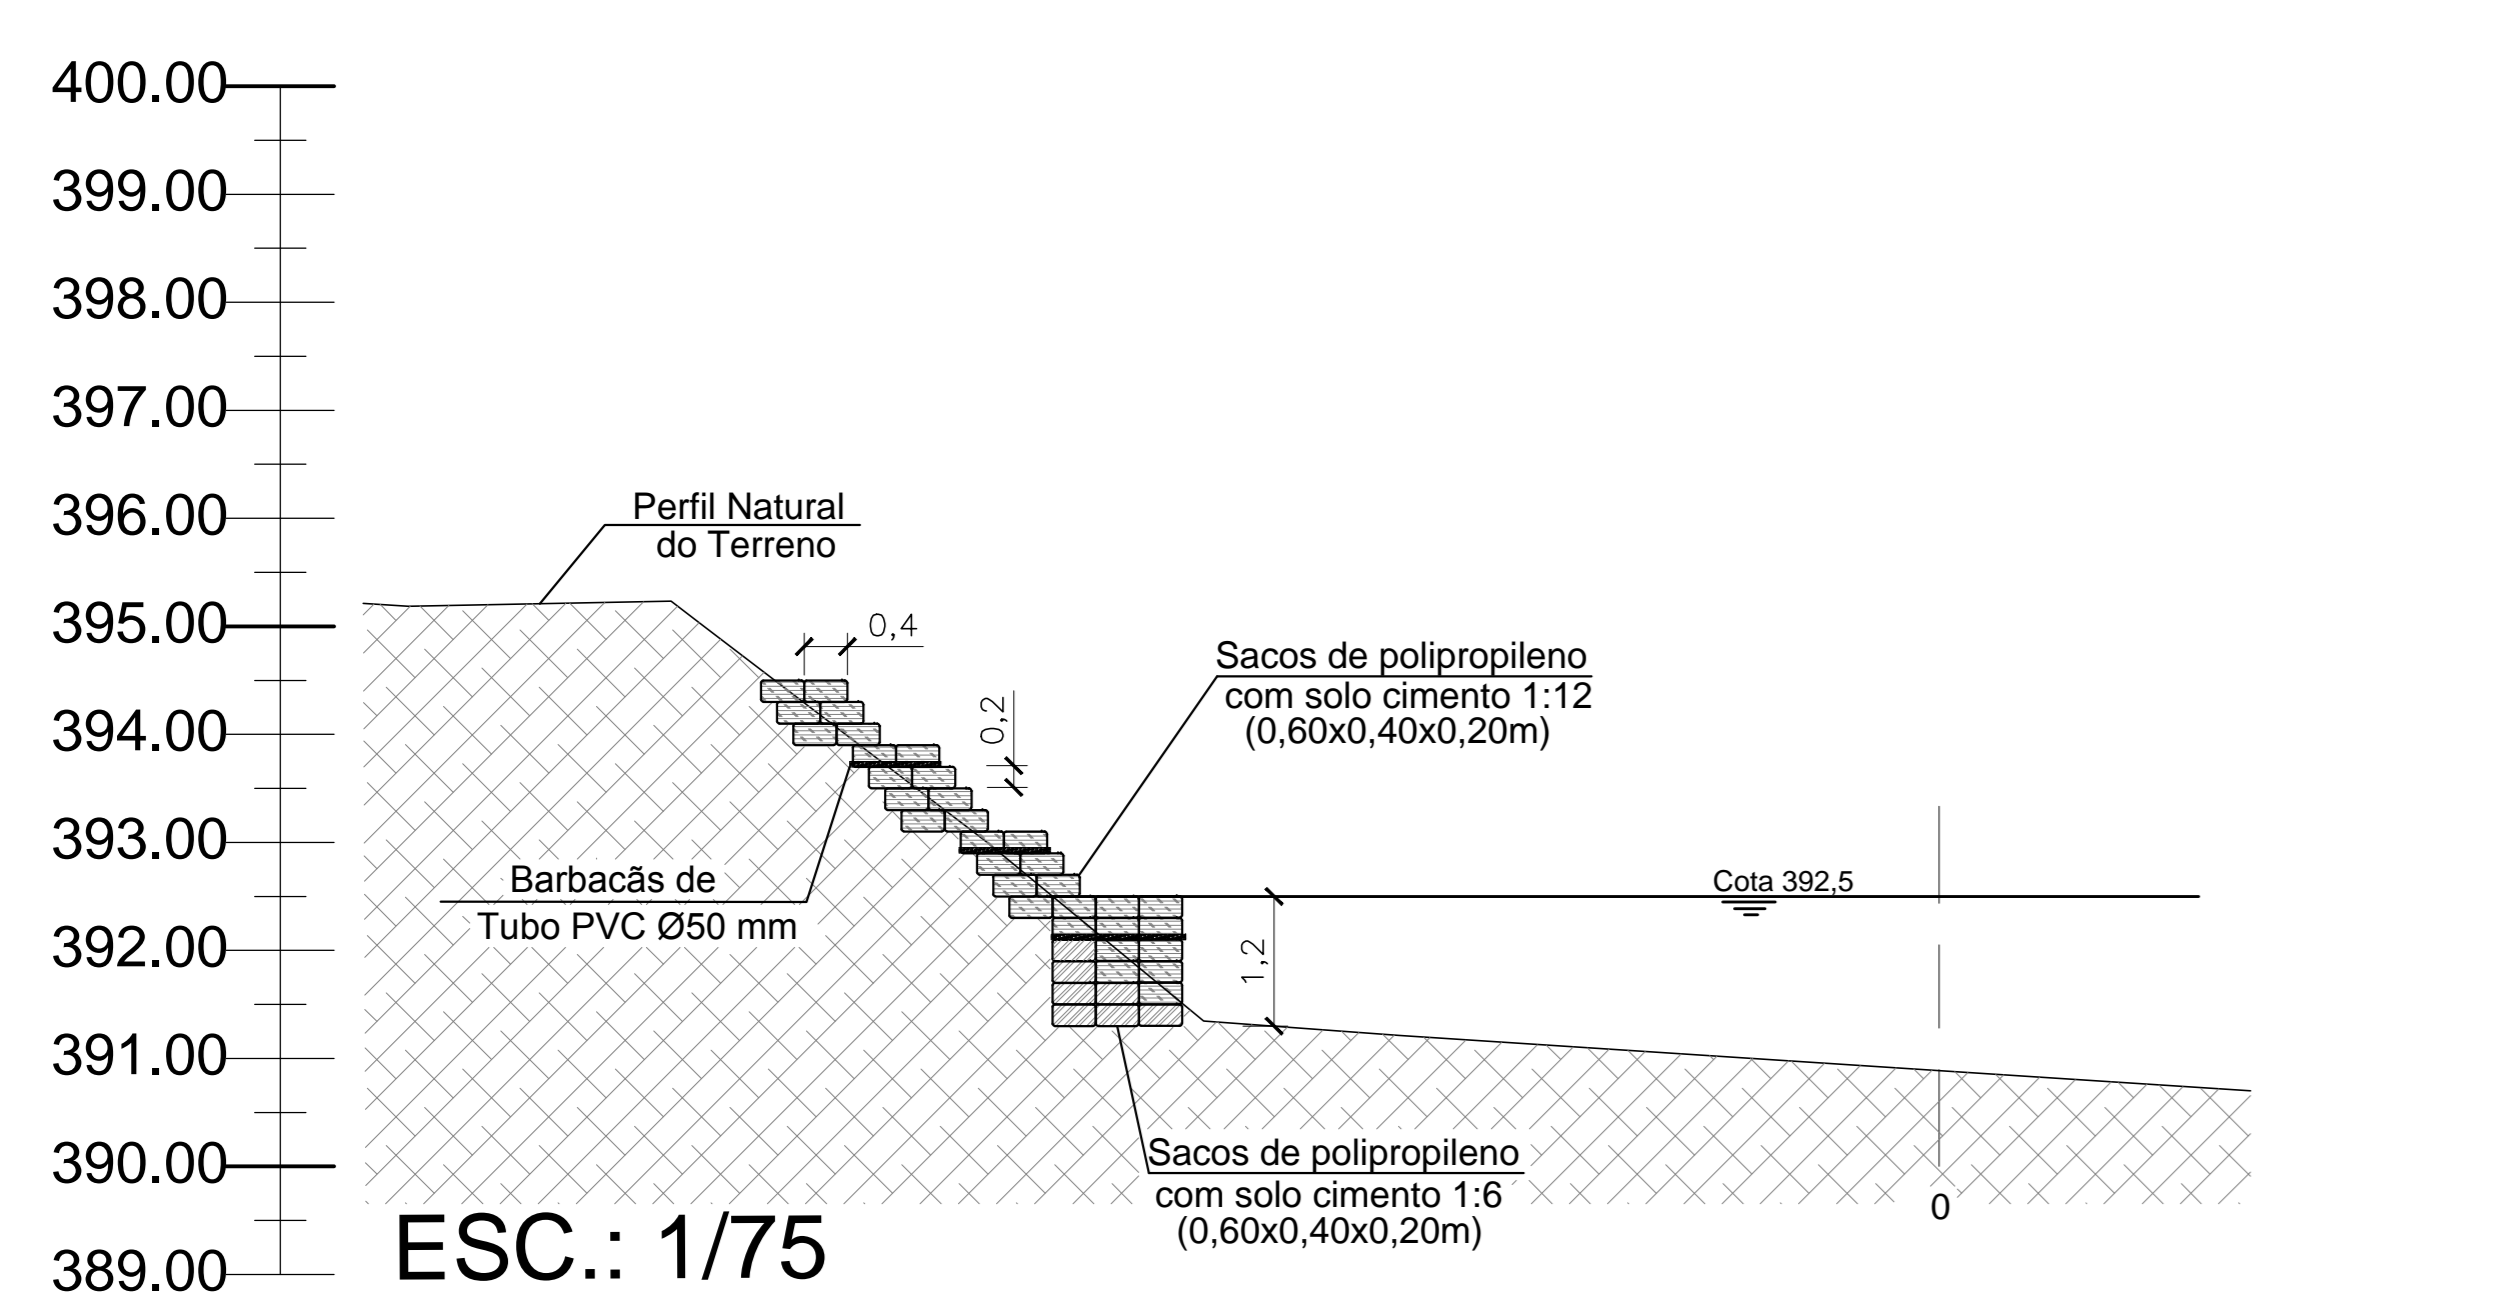 400.00
399.00
398.00
397.00
396.00
395.00
394.00
393.00
392.00
391.00
390.00
389.00
Perfil Natural
do Terreno
0,4
0,2
Sacos de polipropileno
com solo cimento 1:12
(0,60x0,40x0,20m)
Barbacãs de
Tubo PVC Ø50 mm
Cota 392,5
1,2
Sacos de polipropileno
com solo cimento 1:6
(0,60x0,40x0,20m)
0
ESC.: 1/75